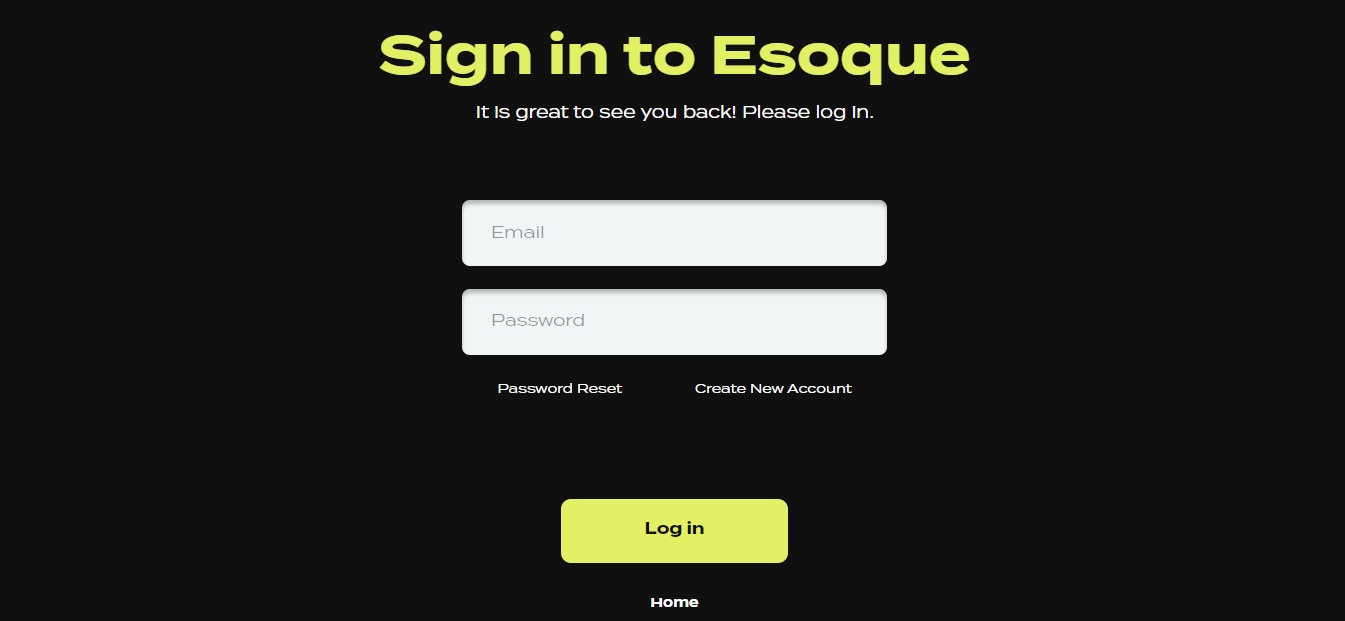 Sign in to Esoque
It is great to see you back! Please log in.
Email
Password
Password Reset
Create New Account
Log in
Home